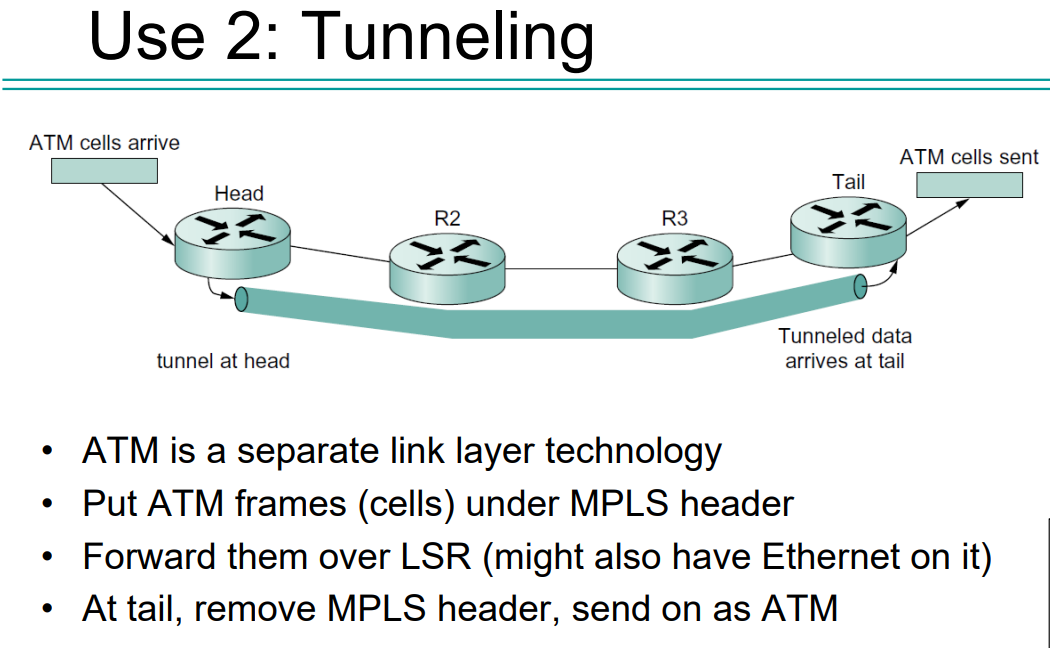 Use 2: Tunneling
ATM cells arrive
ATM cells sent
Head
Tail
R2
R3
tunnel at head
Tunneled data
arrives at tail
• ATM is a separate link layer technology
• Put ATM frames (cells) under MPLS header
• Forward them over LSR (might also have Ethernet on it)
• At tail, remove MPLS header, send on as ATM